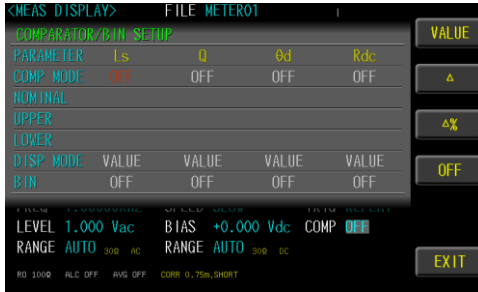 <MEAS DISPLAY> FILE METER01
COMPARATOR/BIN SETUP
PARAMETER Ls Q θd Rdc
COMP MODE OFF OFF OFF OFF
NOMINAL
UPPER
LOWER
DISP MODE VALUE VALUE VALUE VALUE
BIN OFF OFF OFF OFF
LEVEL 1.000 Vac BIAS +0.000 Vdc COMP OFF
RANGE AUTO 30Ω AC RANGE AUTO 30Ω DC
RO 100Ω ALC OFF AVG OFF CORR 0.75m,SHORT
VALUE
△
△%
OFF
EXIT